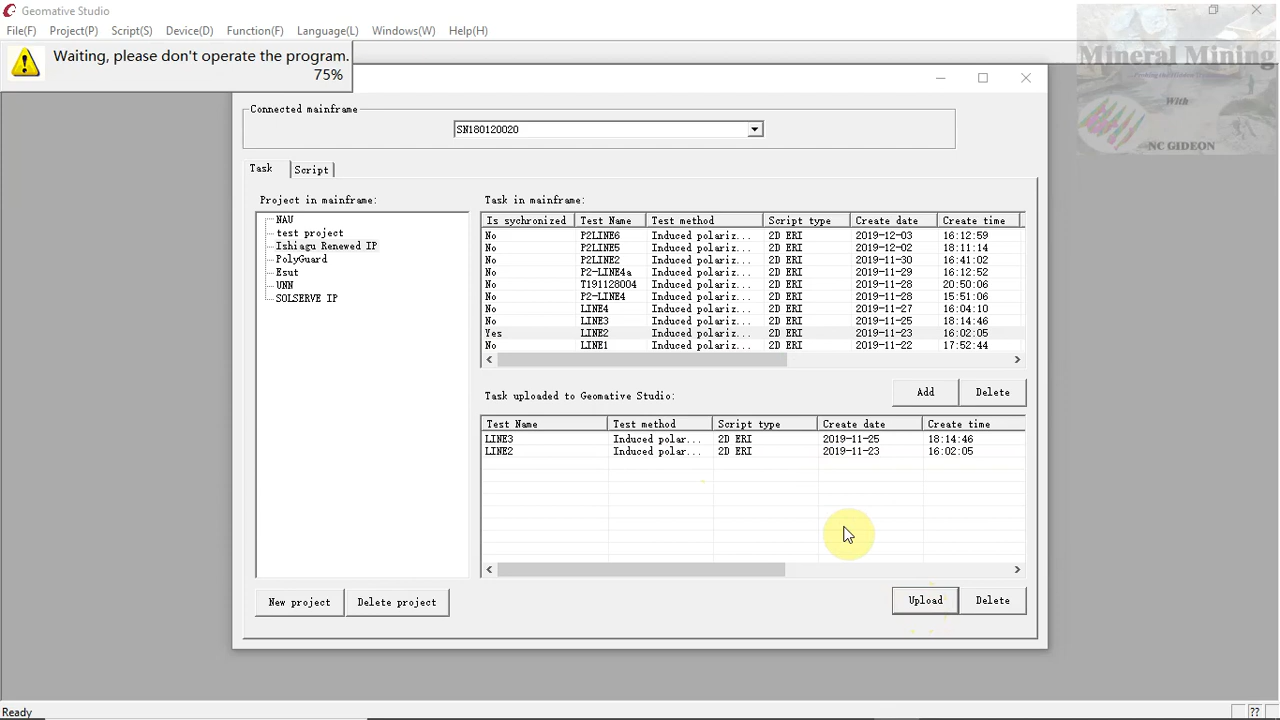 Geomative Studio
File(F) Project(P) Script(S) Device(D) Function(F) Language(L) Windows(W) Help(H)
Waiting, please don't operate the program.
75%
Mineral Mining
With
NC GIDEON
Connected mainframe
SN180120020
Task Script
Project in mainframe:
NAU
test project
Ishiagu Renewed IP
PolyGuard
Esut
UNN
SOLSERVE IP
New project Delete project
Task in mainframe:
Is sychronized Test Name Test method Script type Create date Create time
No P2LINE6 Induced polariz... 2D ERI 2019-12-03 16:12:59
No P2LINE5 Induced polariz... 2D ERI 2019-12-02 18:11:14
No P2LINE2 Induced polariz... 2D ERI 2019-11-30 16:41:02
No P2-LINE4a Induced polariz... 2D ERI 2019-11-29 16:12:52
No T191128004 Induced polariz... 2D ERI 2019-11-28 20:50:06
No P2-LINE4 Induced polariz... 2D ERI 2019-11-28 15:51:06
No LINE4 Induced polariz... 2D ERI 2019-11-27 16:04:10
No LINE3 Induced polariz... 2D ERI 2019-11-25 18:14:46
Yes LINE2 Induced polariz... 2D ERI 2019-11-23 16:02:05
No LINE1 Induced polariz... 2D ERI 2019-11-22 17:52:44
Add Delete
Task uploaded to Geomative Studio:
Test Name Test method Script type Create date Create time
LINE3 Induced polar... 2D ERI 2019-11-25 18:14:46
LINE2 Induced polar... 2D ERI 2019-11-23 16:02:05
Upload Delete
Ready ??